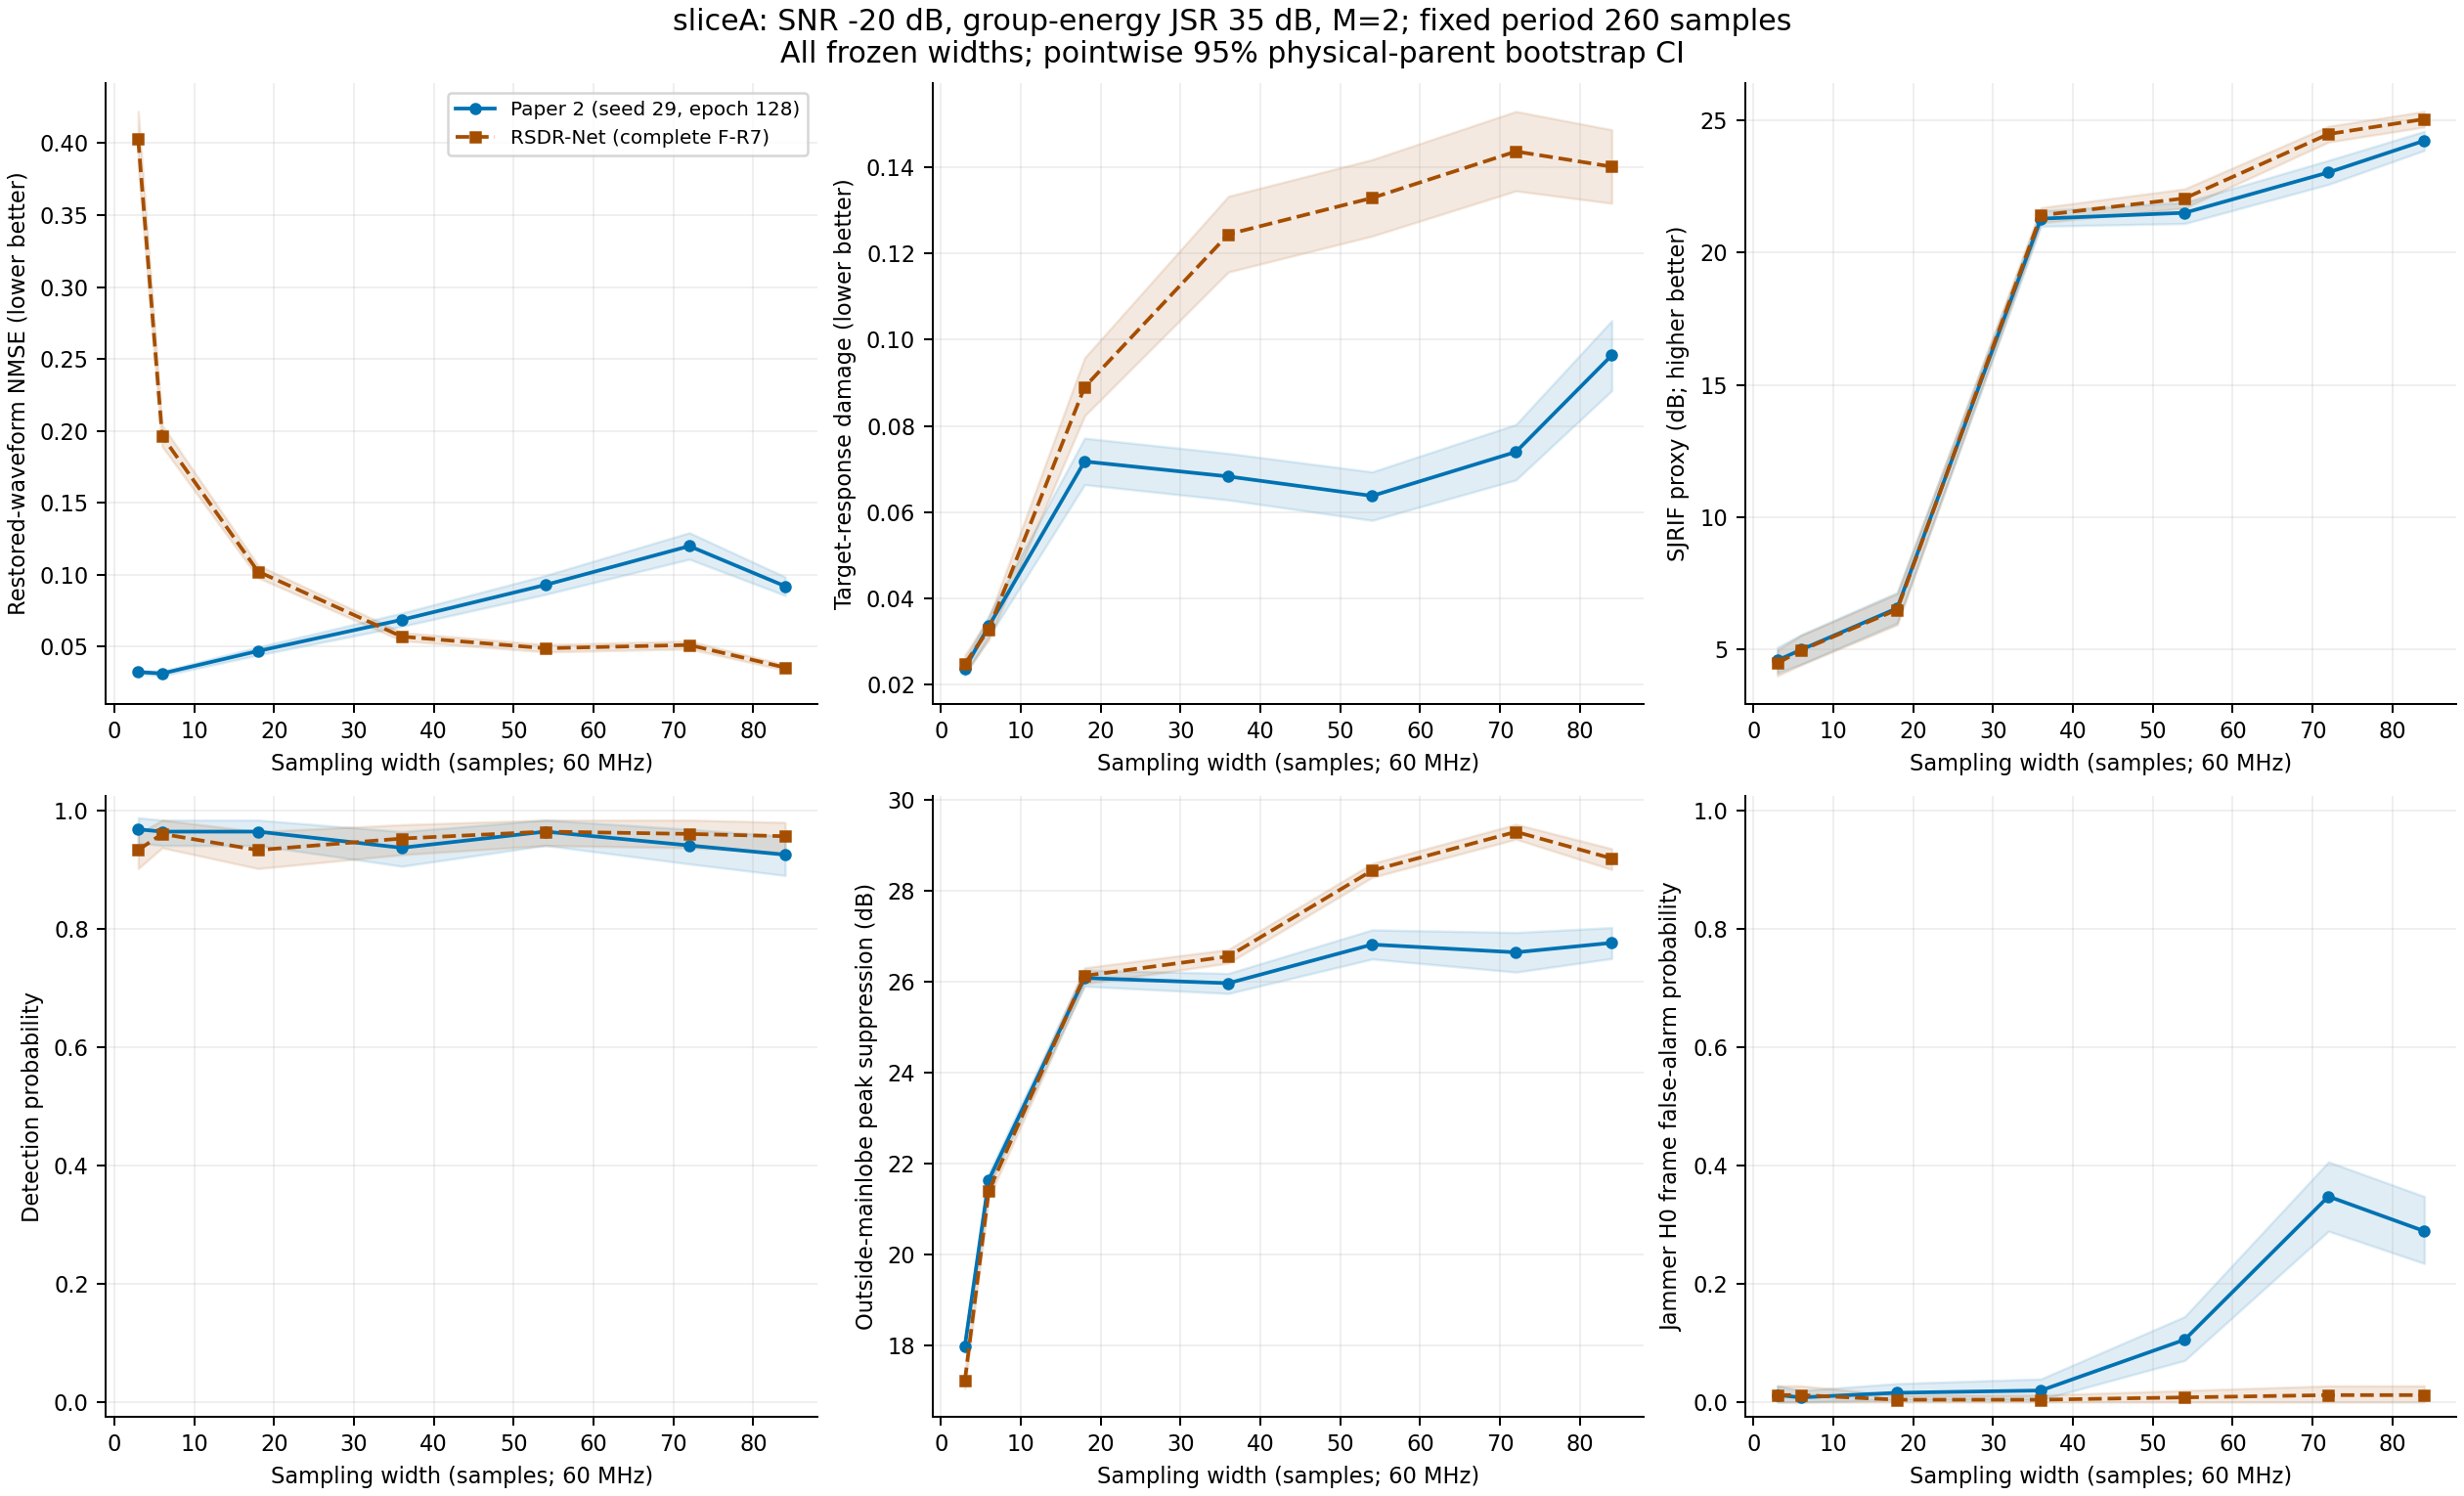 sliceA: SNR -20 dB, group-energy JSR 35 dB, M=2; fixed period 260 samples
All frozen widths; pointwise 95% physical-parent bootstrap CI
Restored-waveform NMSE (lower better)
0.40
0.35
0.30
0.25
0.20
0.15
0.10
0.05
Paper 2 (seed 29, epoch 128)
RSDR-Net (complete F-R7)
0 10 20 30 40 50 60 70 80
Sampling width (samples; 60 MHz)
Target-response damage (lower better)
0.14
0.12
0.10
0.08
0.06
0.04
0.02
0 10 20 30 40 50 60 70 80
Sampling width (samples; 60 MHz)
SJRIF proxy (dB; higher better)
25
20
15
10
5
0 10 20 30 40 50 60 70 80
Sampling width (samples; 60 MHz)
Detection probability
1.0
0.8
0.6
0.4
0.2
0.0
0 10 20 30 40 50 60 70 80
Sampling width (samples; 60 MHz)
Outside-mainlobe peak suppression (dB)
30
28
26
24
22
20
18
0 10 20 30 40 50 60 70 80
Sampling width (samples; 60 MHz)
Jammer H0 frame false-alarm probability
1.0
0.8
0.6
0.4
0.2
0.0
0 10 20 30 40 50 60 70 80
Sampling width (samples; 60 MHz)